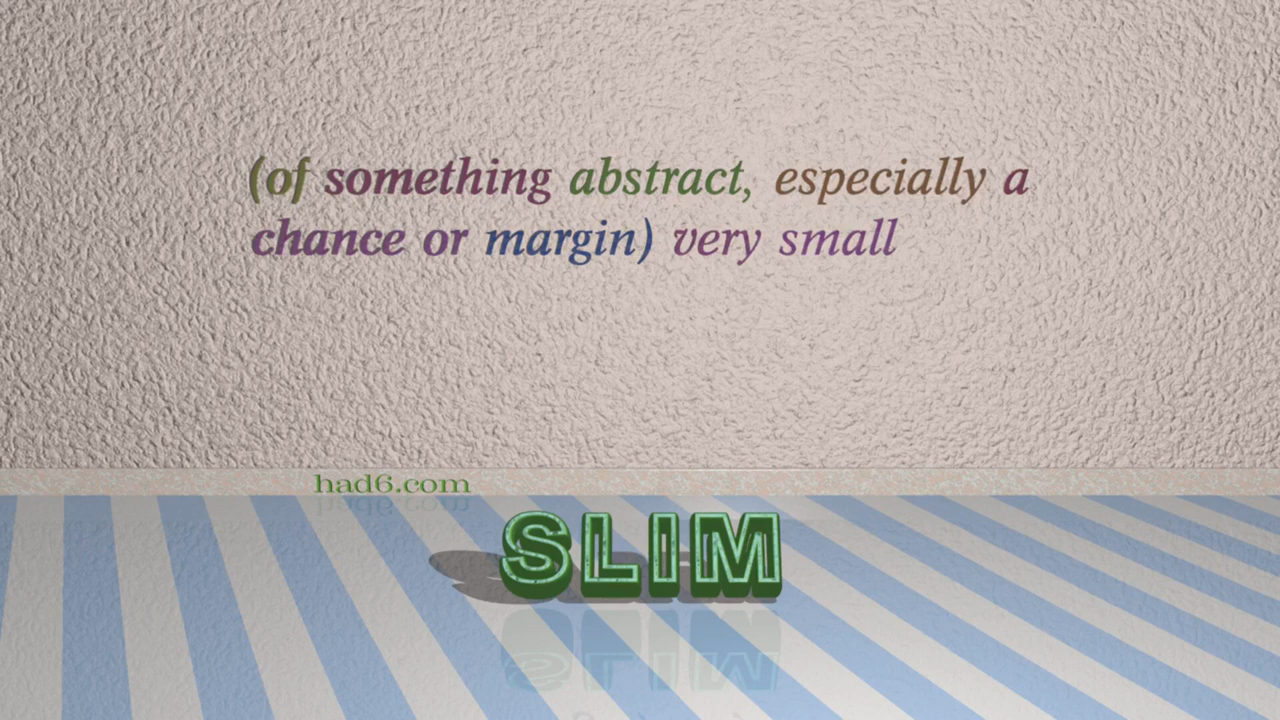 (of something abstract, especially a
chance or margin) very small
had6.com
SLIM